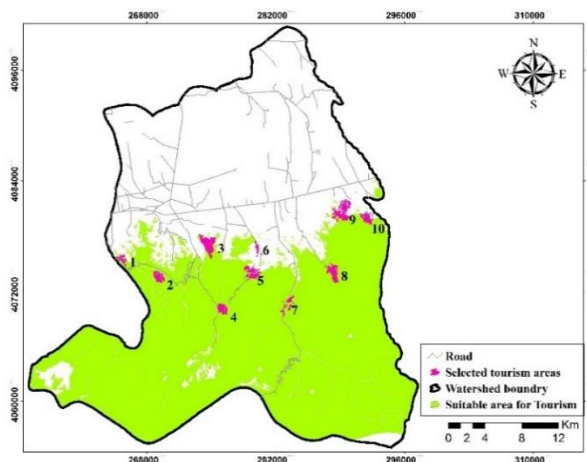 268000 282000 296000 310000
4096000
4084000
4072000
4060000
N
W E
S
1
2
3
4
5
6
7
8
9
10
Road
Selected tourism areas
Watershed boundry
Suitable area for Tourism
Km
0 2 4 8 12
268000 282000 296000 310000